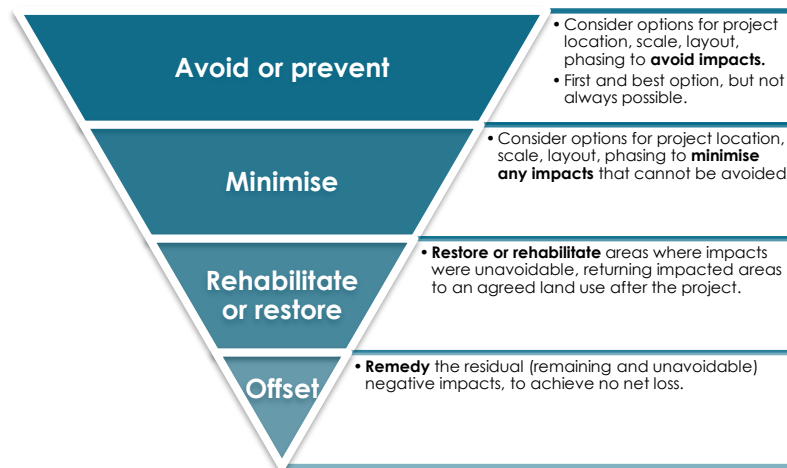 Avoid or prevent
• Consider options for project
location, scale, layout,
phasing to avoid impacts.
• First and best option, but not
always possible.
Minimise
• Consider options for project location,
scale, layout, phasing to minimise
any impacts that cannot be avoided
Rehabilitate
or restore
• Restore or rehabilitate areas where impacts
were unavoidable, returning impacted areas
to an agreed land use after the project.
Offset
• Remedy the residual (remaining and unavoidable)
negative impacts, to achieve no net loss.